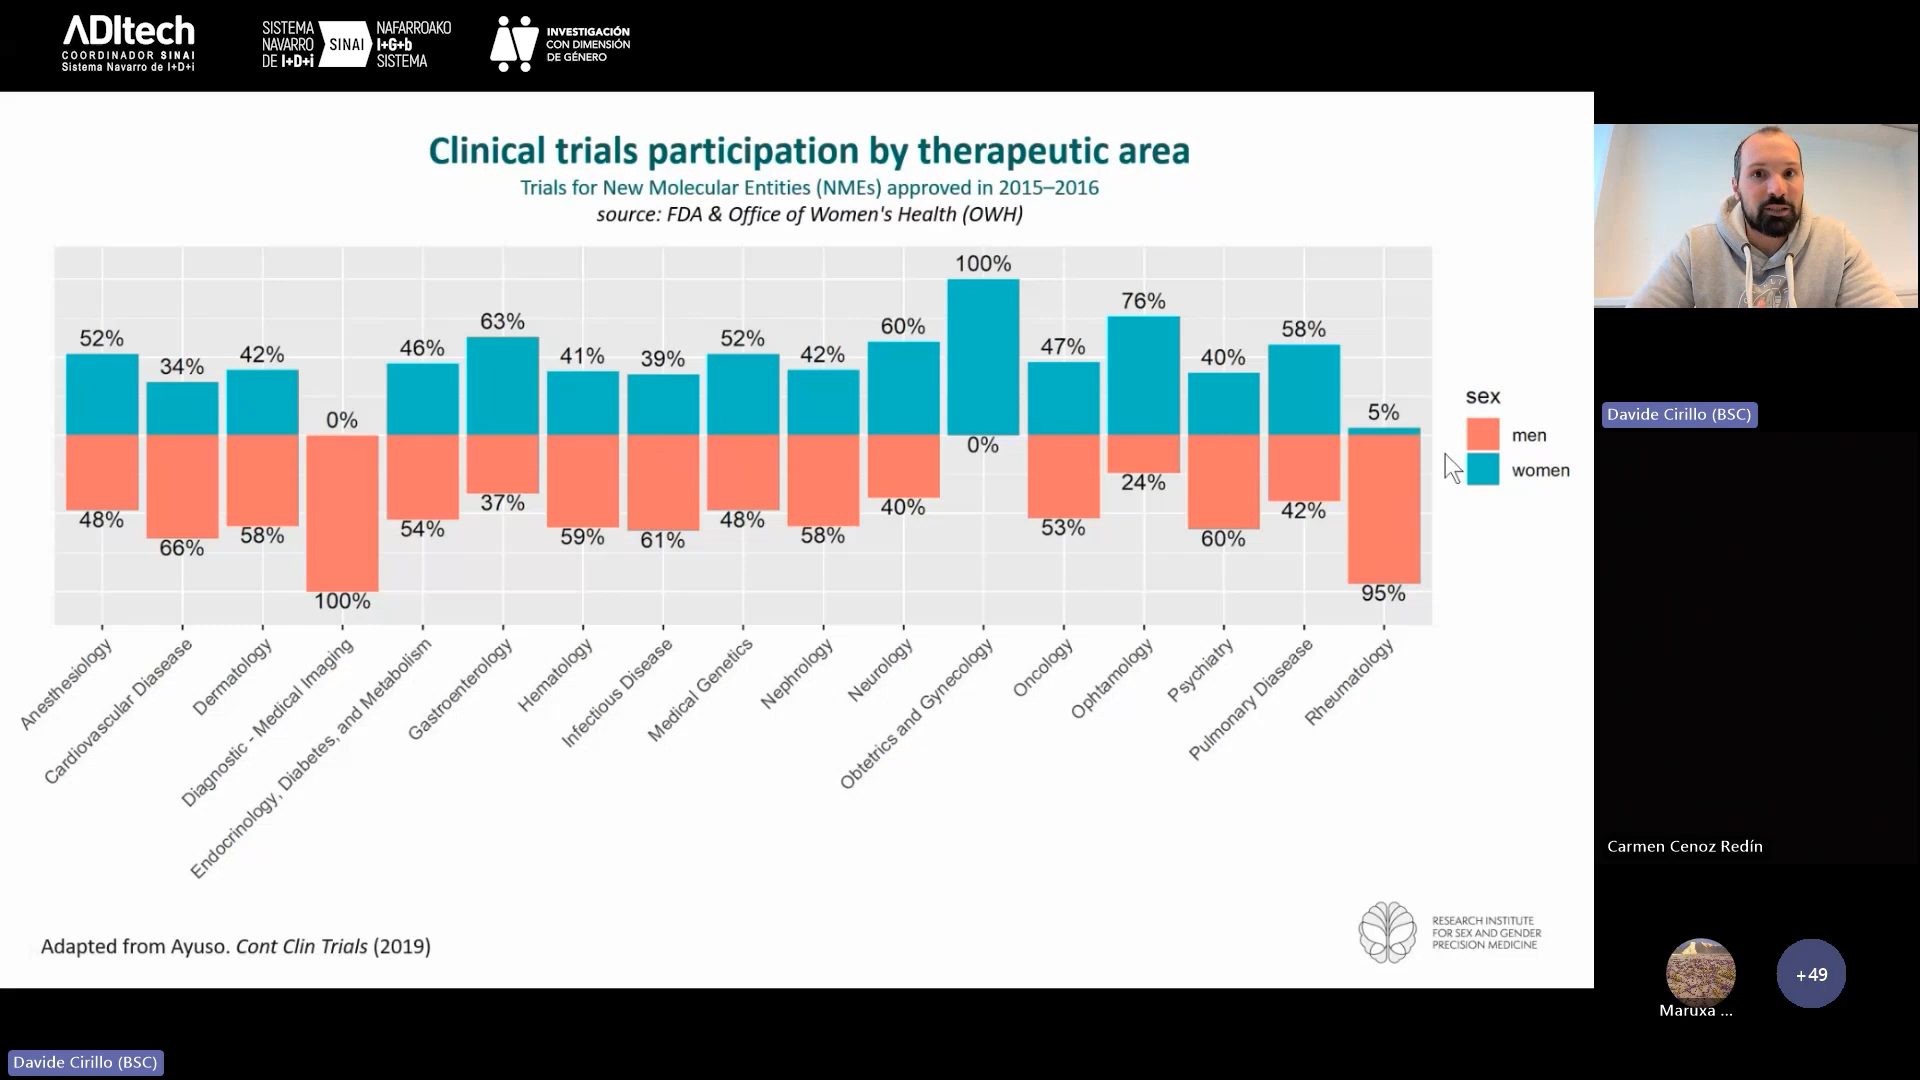 ADItech
COORDINADOR SINAI
Sistema Navarro de I+D+i
SISTEMA
NAVARRO
DE I+D+i
SINAI
NAFARROAKO
I+G+b
SISTEMA
INVESTIGACIÓN
CON DIMENSIÓN
DE GÉNERO
Clinical trials participation by therapeutic area
Trials for New Molecular Entities (NMEs) approved in 2015–2016
source: FDA & Office of Women's Health (OWH)
52% 34% 42% 0% 46% 63% 41% 39% 52% 42% 60% 100% 47% 76% 40% 58% 5%
48% 66% 58% 100% 54% 37% 59% 61% 48% 58% 40% 0% 53% 24% 60% 42% 95%
Anesthesiology
Cardiovascular Diasease
Dermatology
Diagnostic - Medical Imaging
Endocrinology, Diabetes, and Metabolism
Gastroenterology
Hematology
Infectious Disease
Medical Genetics
Nephrology
Neurology
Obtetrics and Gynecology
Oncology
Ophtamology
Psychiatry
Pulmonary Diasease
Rheumatology
sex
men
women
Adapted from Ayuso. Cont Clin Trials (2019)
RESEARCH INSTITUTE
FOR SEX AND GENDER
PRECISION MEDICINE
Davide Cirillo (BSC)
Carmen Cenoz Redín
Maruxa ...
+49
Davide Cirillo (BSC)